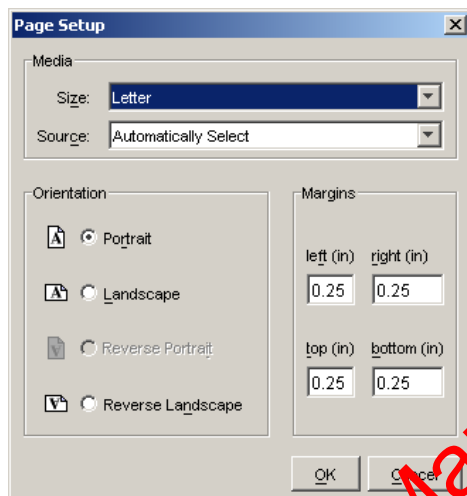 Page Setup
Media
Size: Letter
Source: Automatically Select
Orientation
Portrait
Landscape
Reverse Portrait
Reverse Landscape
Margins
left (in) right (in)
0.25 0.25
top (in) bottom (in)
0.25 0.25
OK Cancel